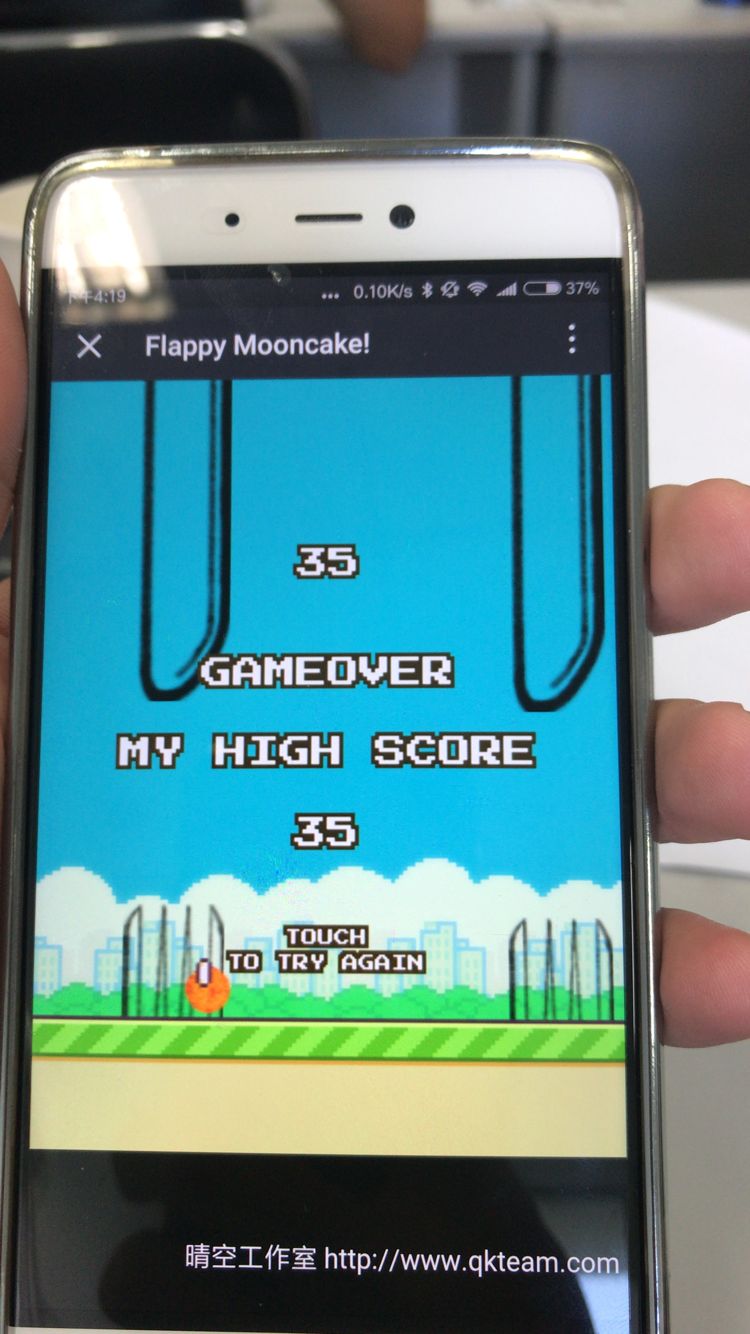 下午4:19 ... 0.10K/s 37%
Flappy Mooncake!
35
GAMEOVER
MY HIGH SCORE
35
TOUCH
TO TRY AGAIN
晴空工作室 http://www.qkteam.com